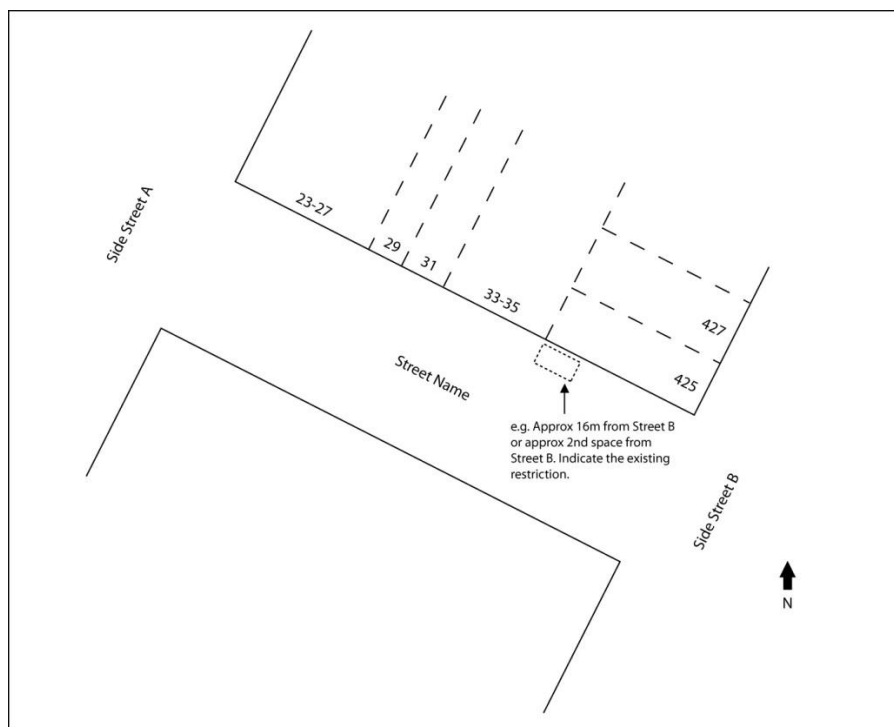 Side Street A
23-27
29
31
33-35
427
425
Street Name
e.g. Approx 16m from Street B
or approx 2nd space from
Street B. Indicate the existing
restriction.
Side Street B
N